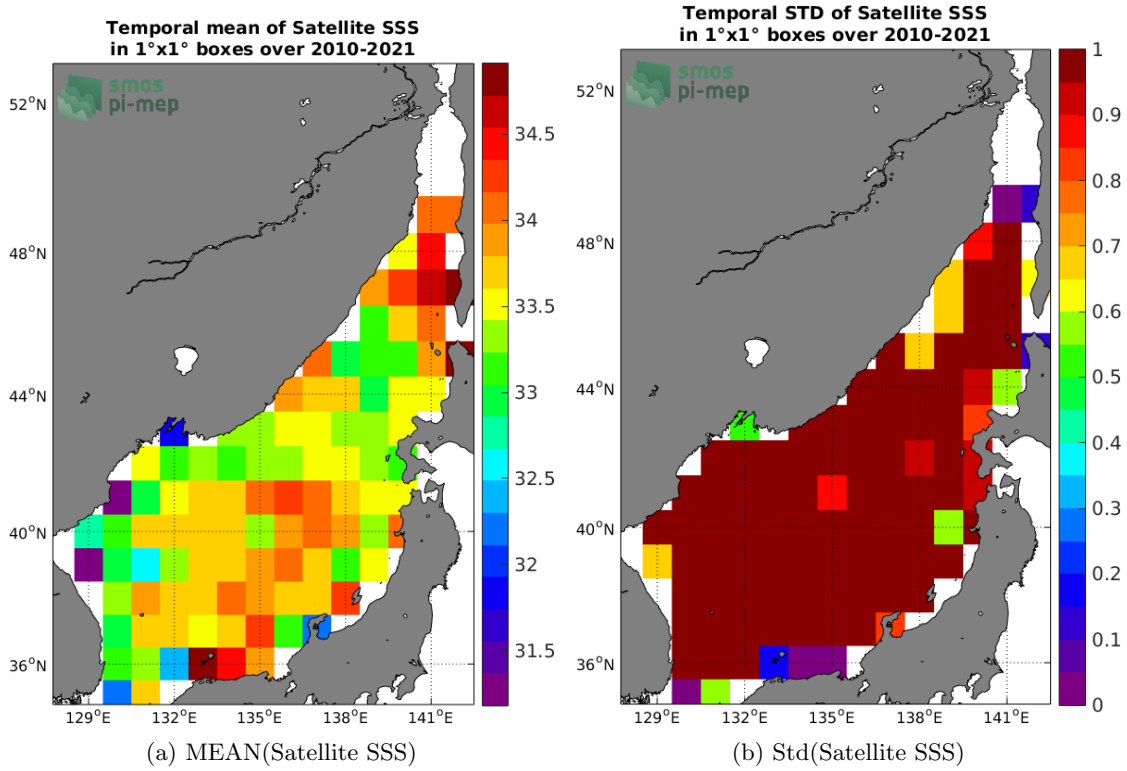 Temporal mean of Satellite SSS
in 1°x1° boxes over 2010-2021
smos
pi-mep
52°N
48°N
44°N
40°N
36°N
129°E
132°E
135°E
138°E
141°E
34.5
34
33.5
33
32.5
32
31.5
(a) MEAN(Satellite SSS)
Temporal STD of Satellite SSS
in 1°x1° boxes over 2010-2021
smos
pi-mep
52°N
48°N
44°N
40°N
36°N
129°E
132°E
135°E
138°E
141°E
1
0.9
0.8
0.7
0.6
0.5
0.4
0.3
0.2
0.1
0
(b) Std(Satellite SSS)